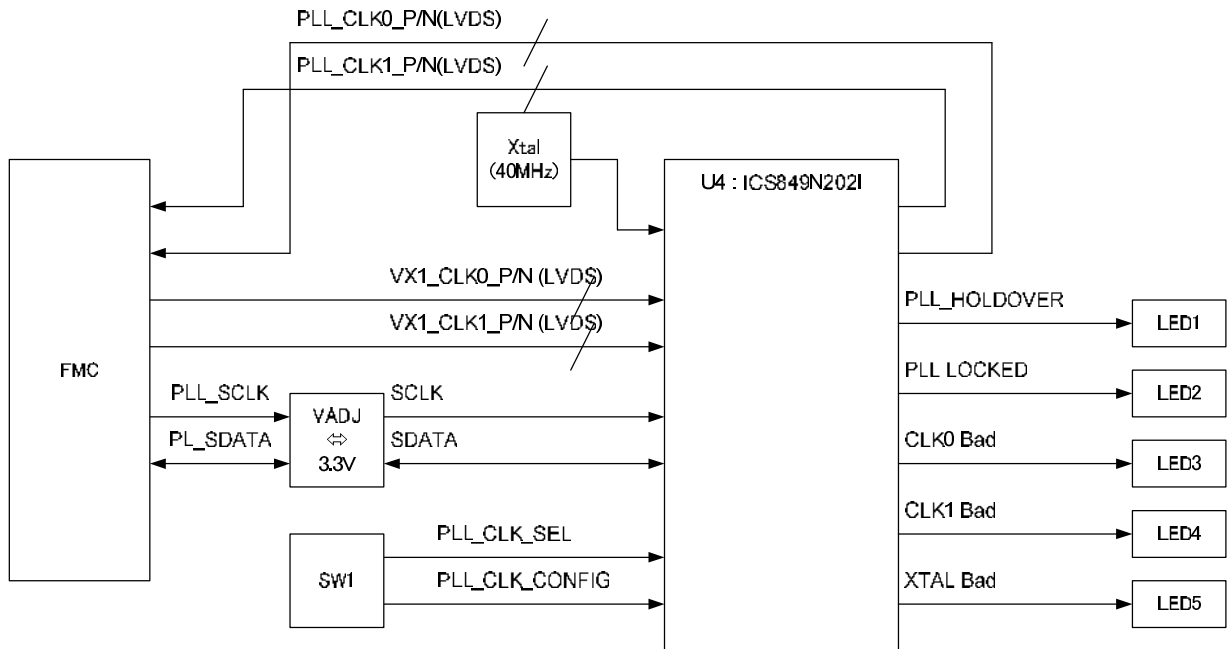 PLL_CLK0_P/N(LVDS)
PLL_CLK1_P/N(LVDS)
Xtal
(40MHz)
U4 : ICS849N202I
VX1_CLK0_P/N (LVDS)
VX1_CLK1_P/N (LVDS)
FMC
PLL_SCLK
PL_SDATA
VADJ
⇔
3.3V
SCLK
SDATA
SW1
PLL_CLK_SEL
PLL_CLK_CONFIG
PLL_HOLDOVER
LED1
PLL LOCKED
LED2
CLK0 Bad
LED3
CLK1 Bad
LED4
XTAL Bad
LED5